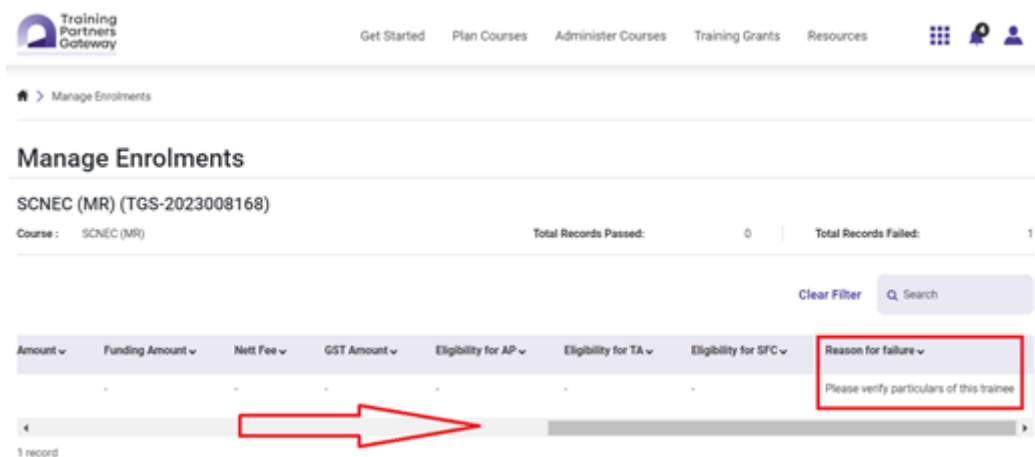 Training
Partners
Gateway
Get Started Plan Courses Administer Courses Training Grants Resources
4
> Manage Enrolments
Manage Enrolments
SCNEC (MR) (TGS-2023008168)
Course : SCNEC (MR) Total Records Passed: 0 Total Records Failed: 1
Clear Filter Search
Amount Funding Amount Nett Fee GST Amount Eligibility for AP Eligibility for TA Eligibility for SFC Reason for failure
- - - - - - Please verify particulars of this trainee
1 record